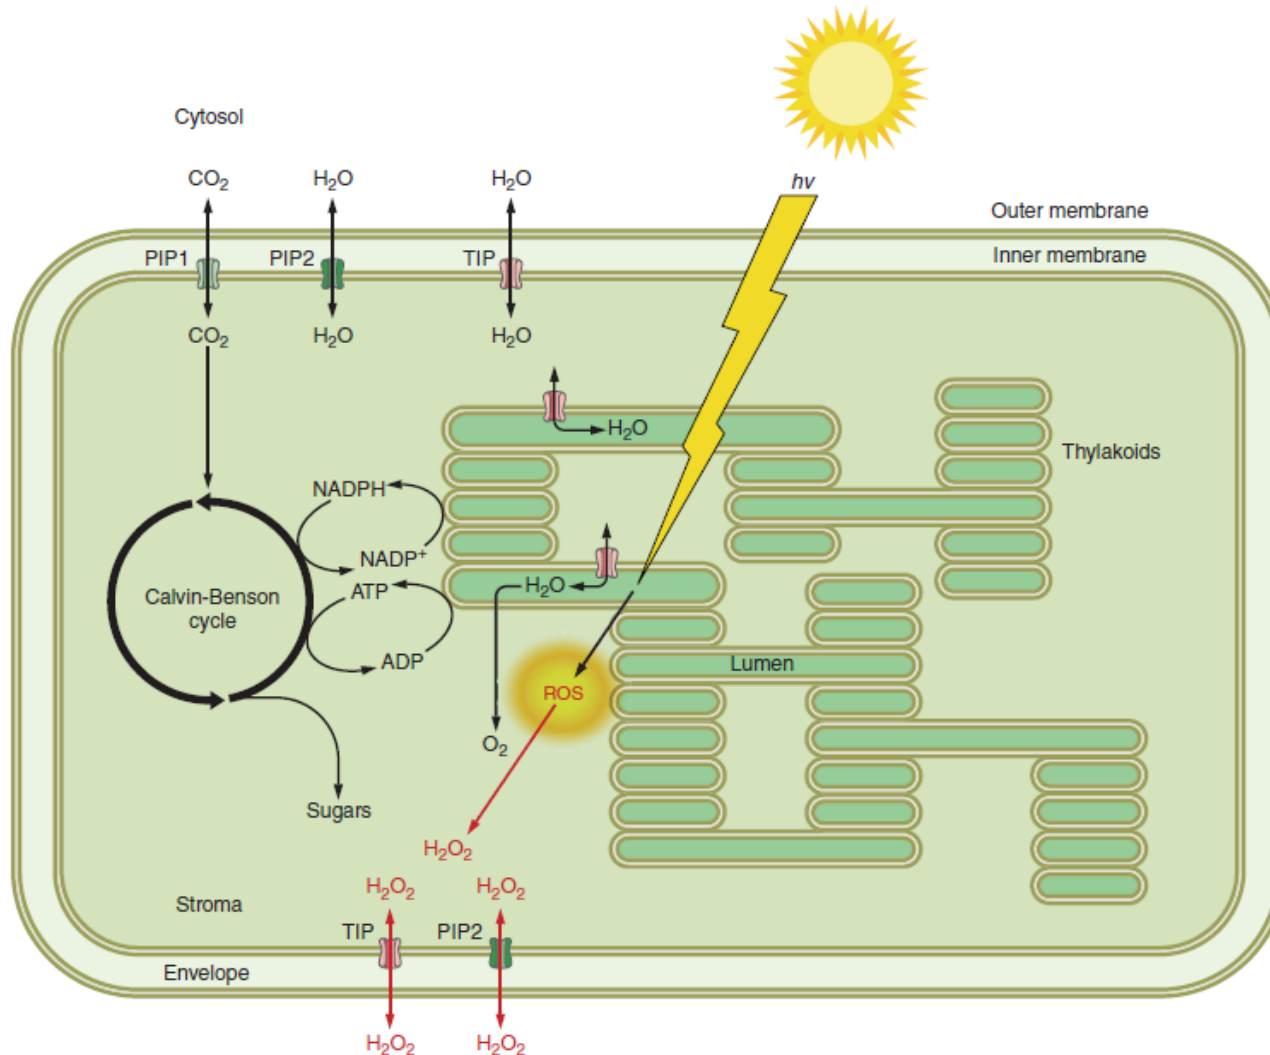 Cytosol
hν
CO₂ H₂O H₂O
Outer membrane
PIP1 PIP2 TIP
Inner membrane
CO₂ H₂O H₂O
H₂O
Thylakoids
NADPH
NADP⁺
ATP
H₂O
Calvin-Benson
cycle
ADP
Lumen
ROS
O₂
Sugars
H₂O₂
H₂O₂ H₂O₂
Stroma
TIP PIP2
Envelope
H₂O₂ H₂O₂